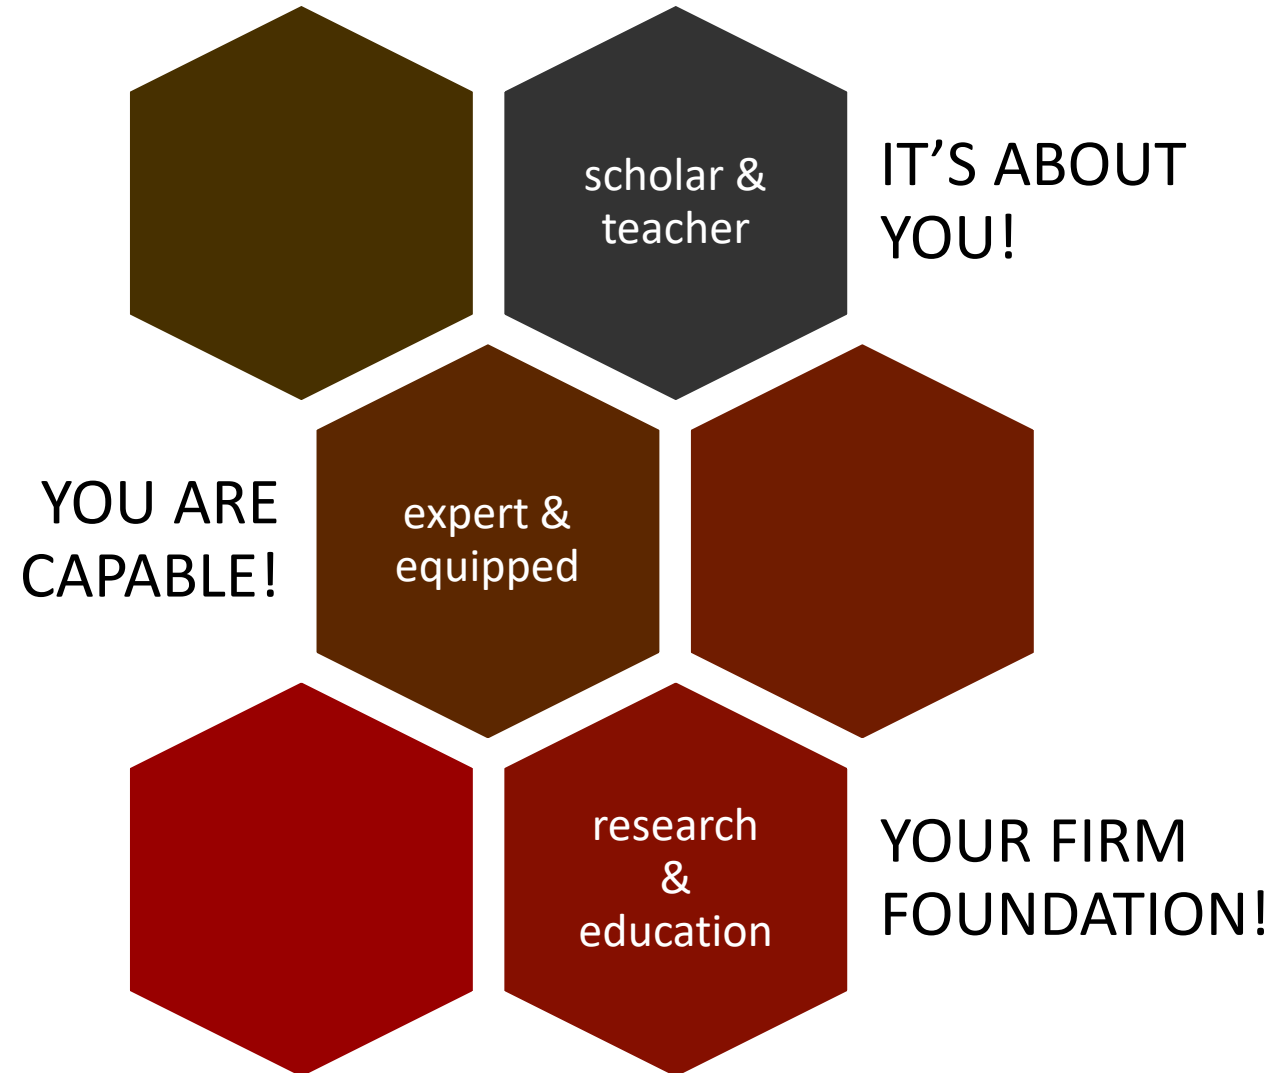 scholar &
teacher
IT’S ABOUT
YOU!
YOU ARE
CAPABLE!
expert &
equipped
research
&
education
YOUR FIRM
FOUNDATION!